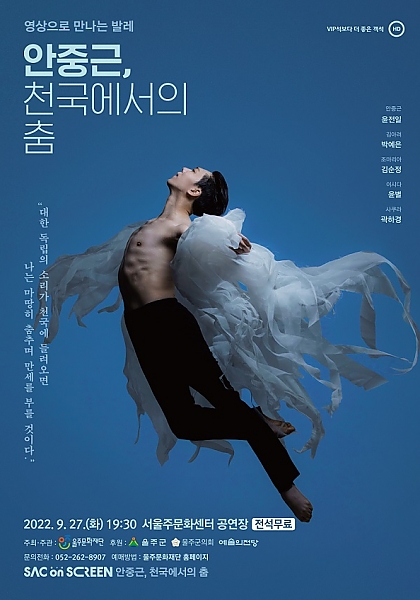 영상으로 만나는 발레
안중근,
천국에서의
춤
VIP석보다 더 좋은 객석
HD
안중근
윤전일
김아려
박예은
조마리아
김순정
이시다
윤별
사쿠라
곽하경
“대한 독립의 소리가 천국에 들려오면
나는 마땅히 춤추며 만세를 부를 것이다.”
2022. 9. 27.(화) 19:30 서울주문화센터 공연장 전석무료
주최·주관 : 울주문화재단 후원 : 울주군 울주군의회 예술의전당
문의전화 : 052-262-8907 예매방법 : 울주문화재단 홈페이지
SAC on SCREEN 안중근, 천국에서의 춤